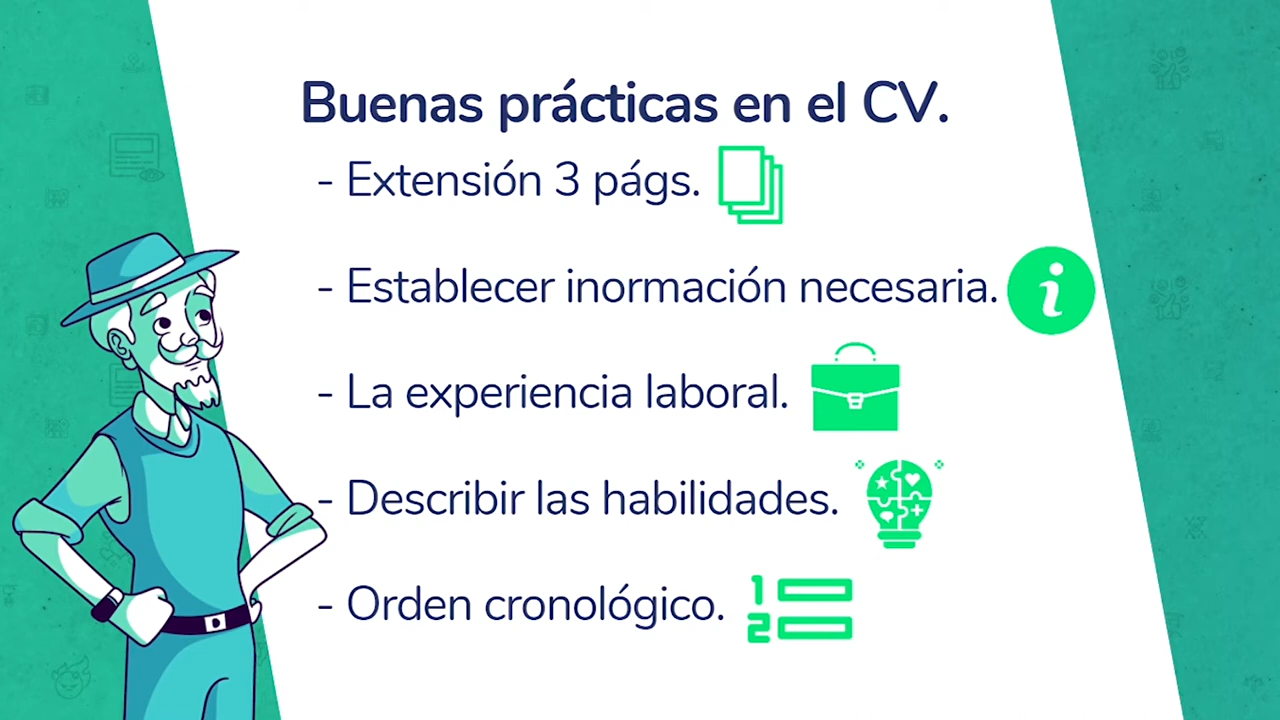 Buenas prácticas en el CV.
- Extensión 3 págs.
- Establecer inormación necesaria.
- La experiencia laboral.
- Describir las habilidades.
- Orden cronológico.